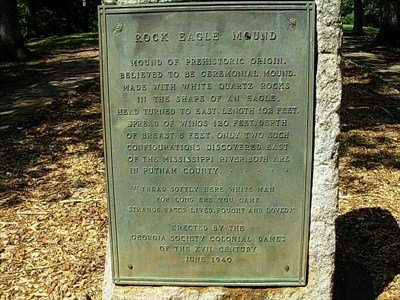 ROCK EAGLE MOUND
MOUND OF PREHISTORIC ORIGIN.
BELIEVED TO BE CEREMONIAL MOUND.
MADE WITH WHITE QUARTZ ROCKS
IN THE SHAPE OF AN EAGLE.
HEAD TURNED TO EAST, LENGTH 102 FEET.
SPREAD OF WINGS 120 FEET, DEPTH
OF BREAST 8 FEET. ONLY TWO SUCH
CONFIGURATIONS DISCOVERED EAST
OF THE MISSISSIPPI RIVER. BOTH ARE
IN PUTNAM COUNTY. . . . . .
"TREAD SOFTLY HERE WHITE MAN
FOR LONG ERE YOU CAME
STRANGE RACES LIVED, FOUGHT AND LOVED"
ERECTED BY THE
GEORGIA SOCIETY COLONIAL DAMES
OF THE XVII CENTURY
JUNE 1940